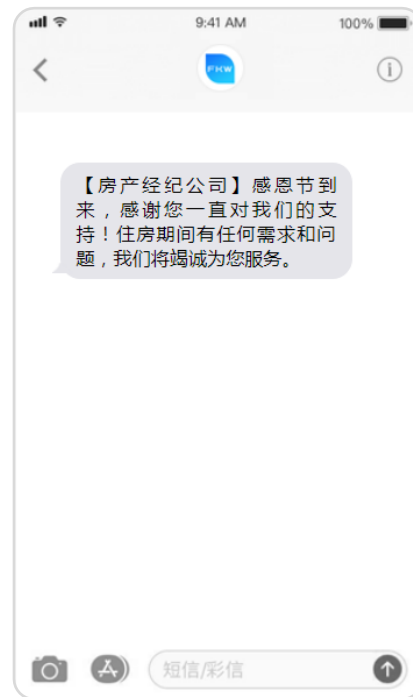 9:41 AM
100%
FHW
【房产经纪公司】感恩节到
来，感谢您一直对我们的支
持！住房期间有任何需求和问
题，我们将竭诚为您服务。
短信/彩信